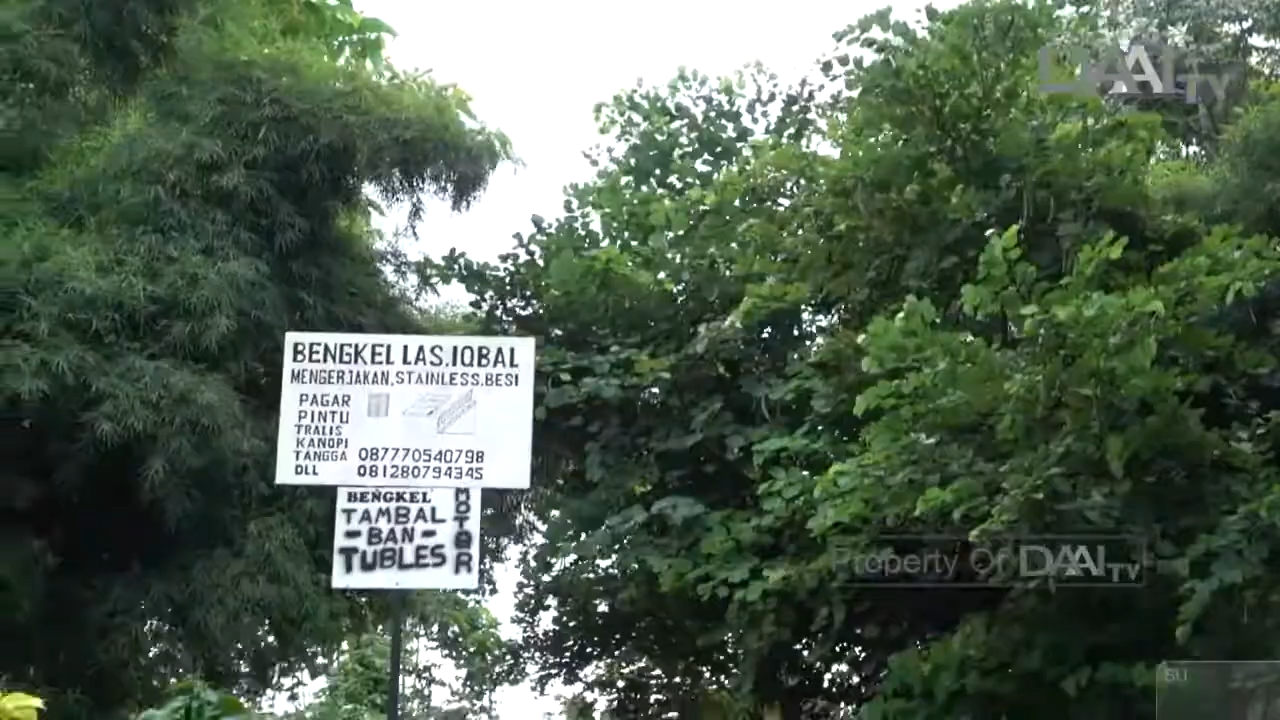 DAAI TV
BENGKEL LAS.IQBAL
MENGERJAKAN,STAINLESS.BESI
PAGAR
PINTU
TRALIS
KANOPI
TANGGA 087770540798
DLL 081280794345
BENGKEL
TAMBAL
-BAN-
TUBLES
MOTOR
Property Of DAAI TV